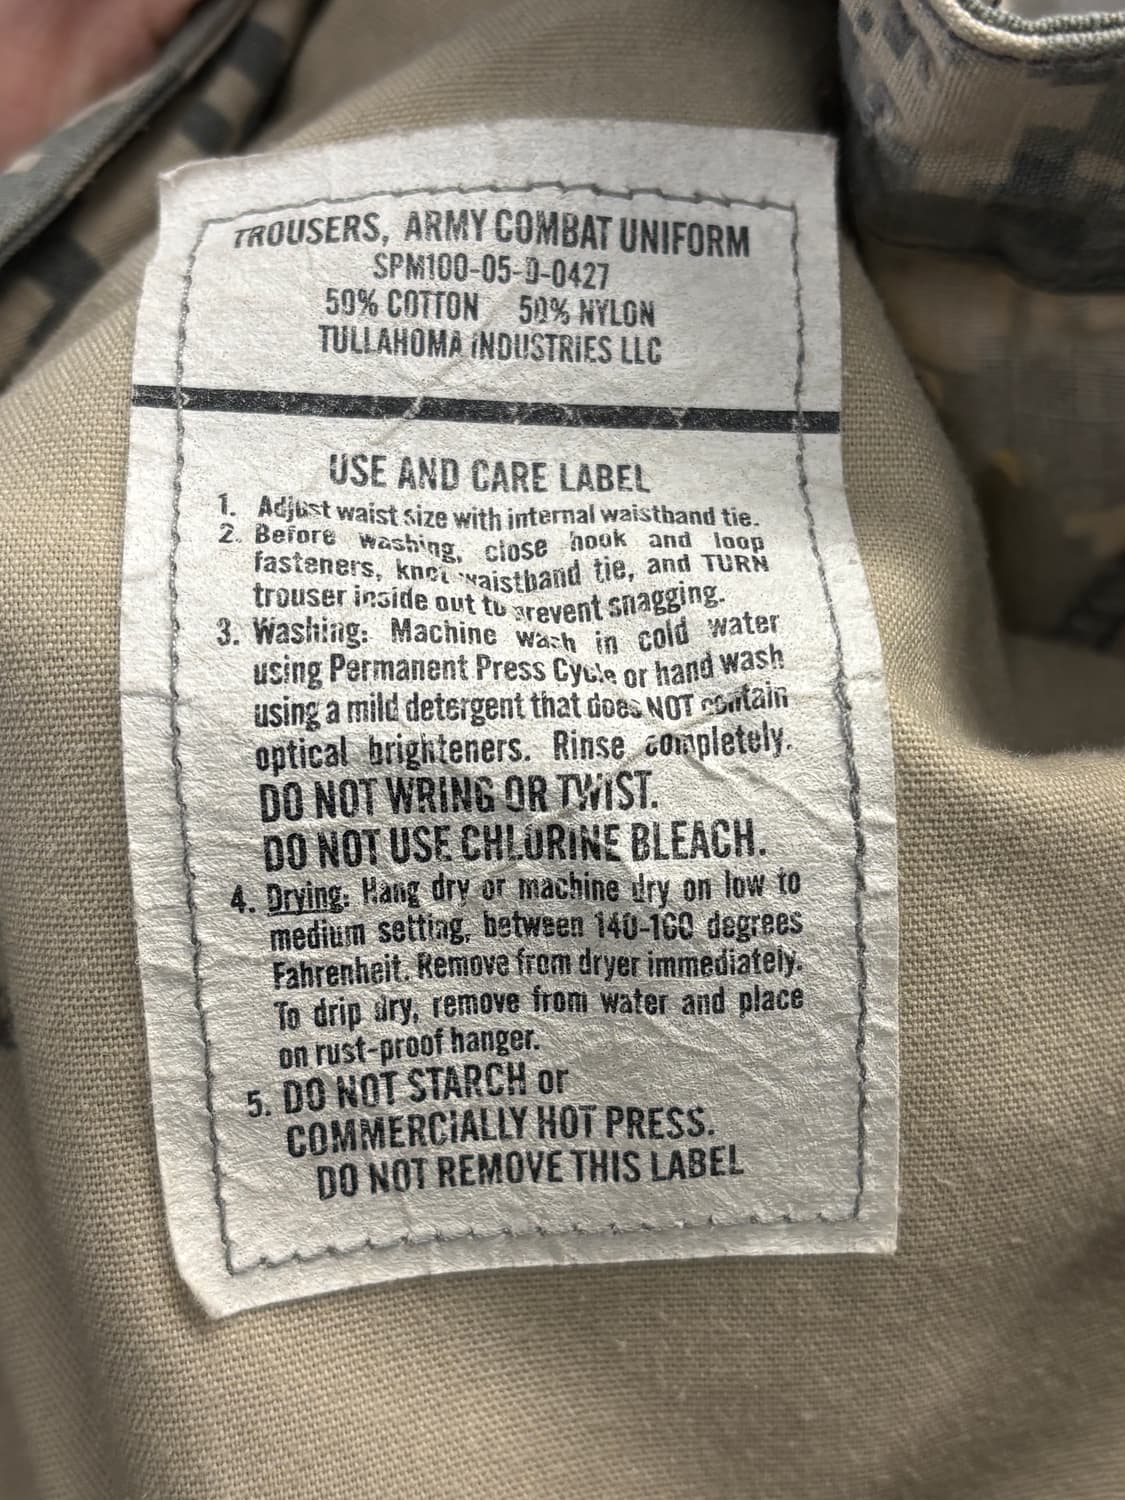 TROUSERS, ARMY COMBAT UNIFORM
SPM100-05-D-0427
50% COTTON 50% NYLON
TULLAHOMA INDUSTRIES LLC
USE AND CARE LABEL
1. Adjust waist size with internal waistband tie.
2. Before washing, close hook and loop
fasteners, knot waistband tie, and TURN
trouser inside out to prevent snagging.
3. Washing: Machine wash in cold water
using Permanent Press Cycle or hand wash
using a mild detergent that does NOT contain
optical brighteners. Rinse completely.
DO NOT WRING OR TWIST.
DO NOT USE CHLORINE BLEACH.
4. Drying: Hang dry or machine dry on low to
medium setting, between 140-160 degrees
Fahrenheit. Remove from dryer immediately.
To drip dry, remove from water and place
on rust-proof hanger.
5. DO NOT STARCH or
COMMERCIALLY HOT PRESS.
DO NOT REMOVE THIS LABEL